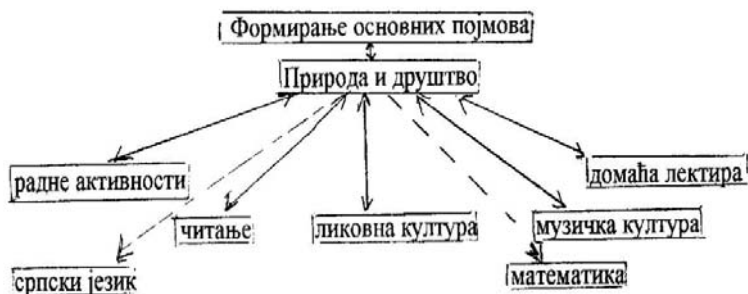 Формирање основних појмова
Природа и друштво
радне активности
домаћа лектира
читање
ликовна култура
музичка култура
српски језик
математика